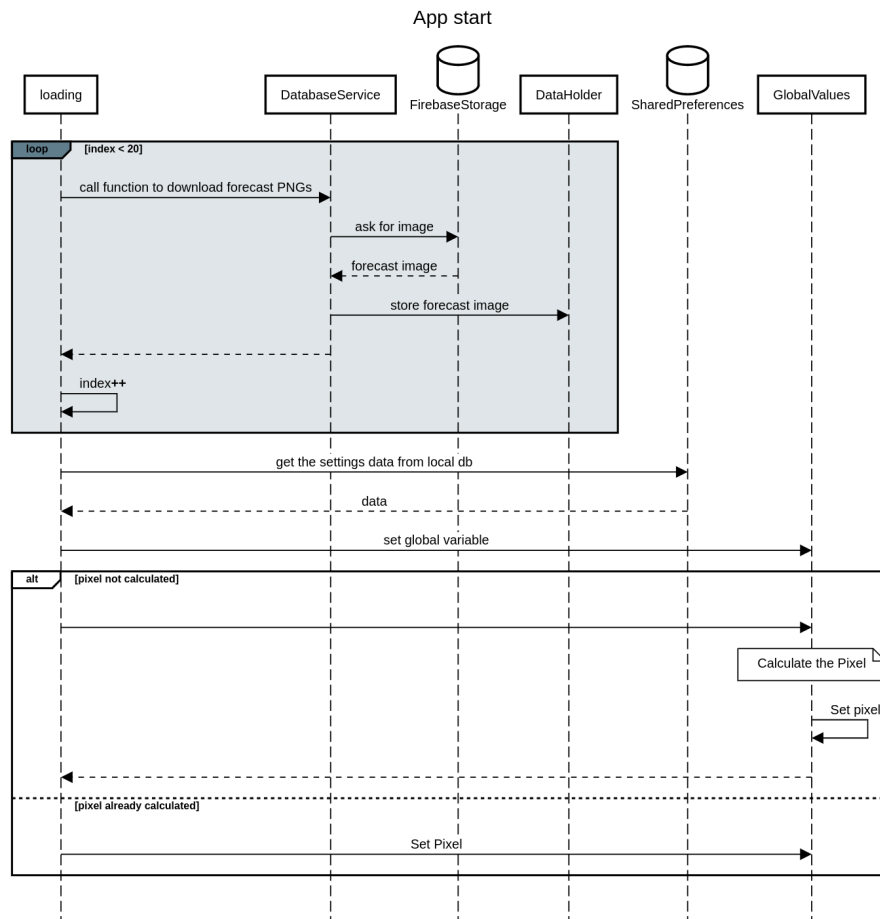 App start
loading
DatabaseService
FirebaseStorage
DataHolder
SharedPreferences
GlobalValues
loop [index < 20]
call function to download forecast PNGs
ask for image
forecast image
store forecast image
index++
get the settings data from local db
data
set global variable
alt [pixel not calculated]
Calculate the Pixel
Set pixel
[pixel already calculated]
Set Pixel